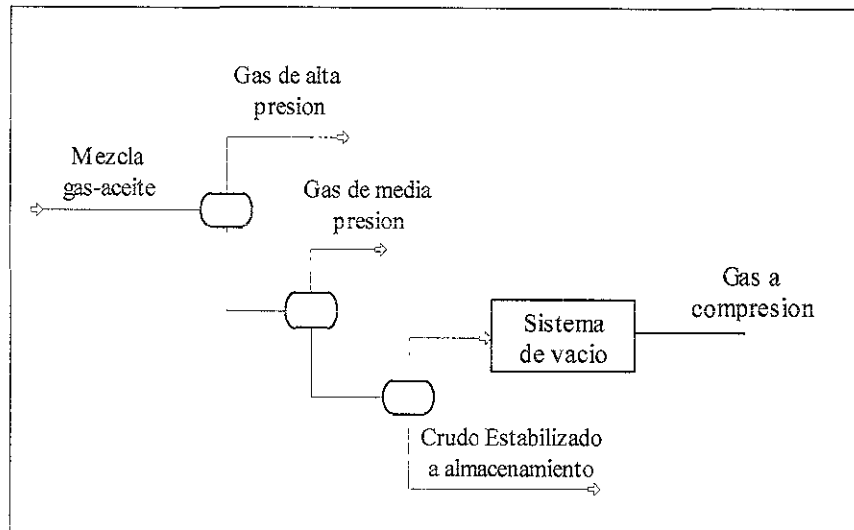 Gas de alta
presion
Mezcla
gas-aceite
Gas de media
presion
Gas a
compresion
Sistema
de vacio
Crudo Estabilizado
a almacenamiento